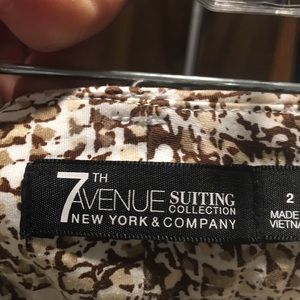 7TH AVENUE SUITING
COLLECTION
NEW YORK & COMPANY
2
MADE
VIETNA